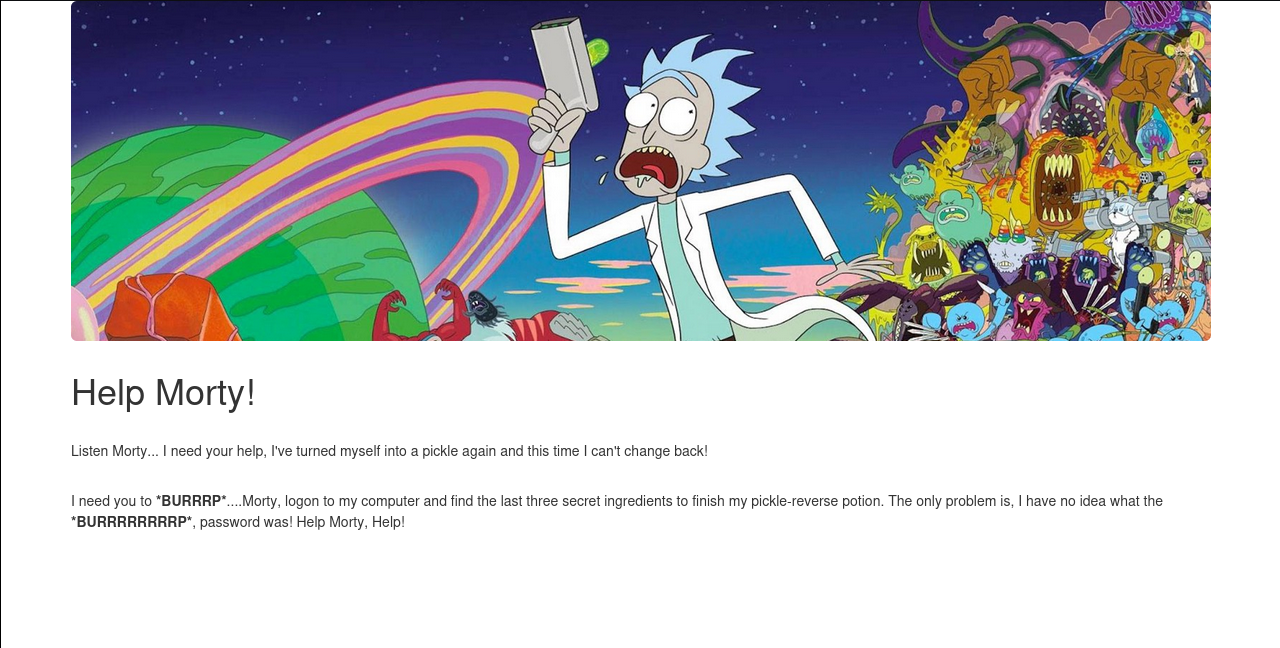 Help Morty!
Listen Morty... I need your help, I've turned myself into a pickle again and this time I can't change back!
I need you to *BURRRP*....Morty, logon to my computer and find the last three secret ingredients to finish my pickle-reverse potion. The only problem is, I have no idea what the
*BURRRRRRRRP*, password was! Help Morty, Help!